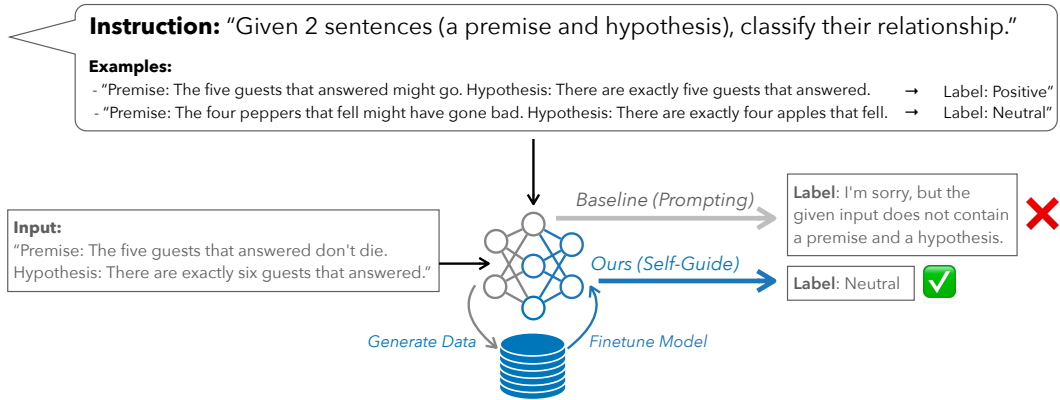 Instruction: “Given 2 sentences (a premise and hypothesis), classify their relationship.”
Examples:
- “Premise: The five guests that answered might go. Hypothesis: There are exactly five guests that answered. → Label: Positive”
- “Premise: The four peppers that fell might have gone bad. Hypothesis: There are exactly four apples that fell. → Label: Neutral”
Baseline (Prompting)
Label: I'm sorry, but the
given input does not contain
a premise and a hypothesis.
Input:
“Premise: The five guests that answered don't die.
Hypothesis: There are exactly six guests that answered.”
Ours (Self-Guide)
Label: Neutral
Generate Data
Finetune Model